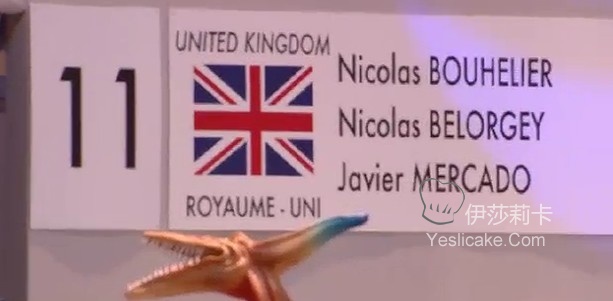 11
UNITED KINGDOM
ROYAUME - UNI
Nicolas BOUHELIER
Nicolas BELORGEY
Javier MERCADO
伊莎莉卡
Yeslicake.Com